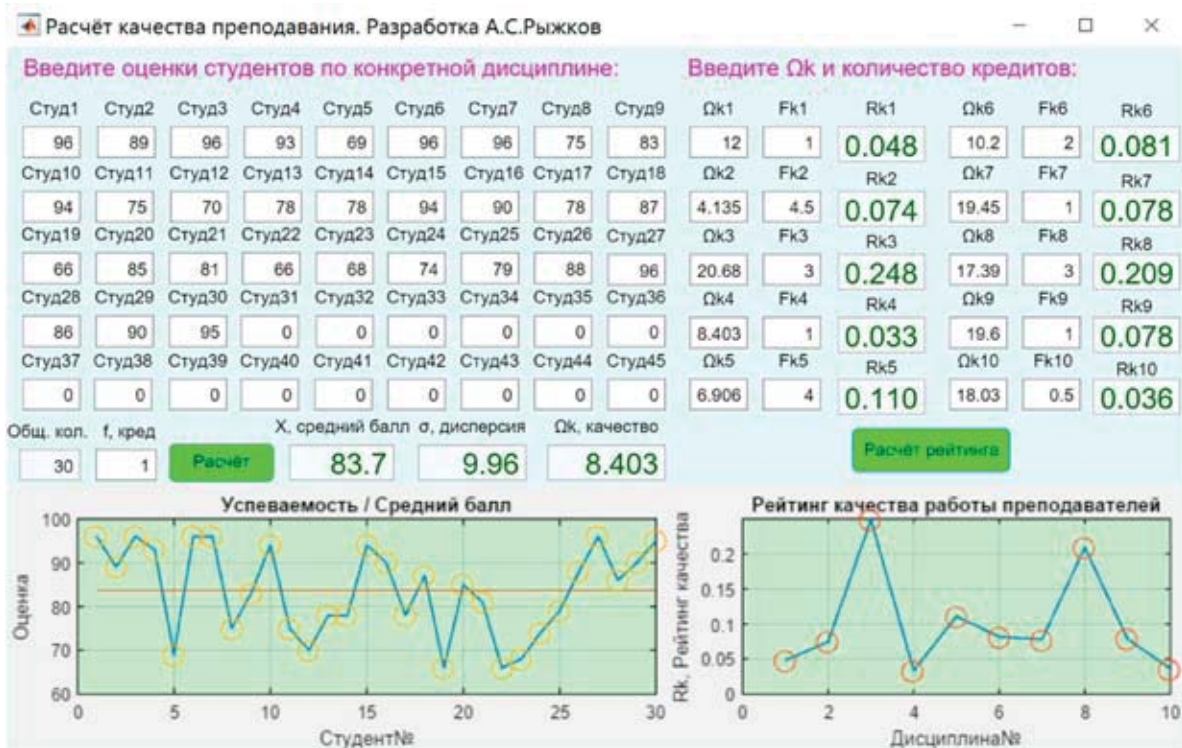 Расчёт качества преподавания. Разработка А.С.Рыжков
Введите оценки студентов по конкретной дисциплине: Введите Ωk и количество кредитов:
Студ1 Студ2 Студ3 Студ4 Студ5 Студ6 Студ7 Студ8 Студ9 Ωk1 Fk1 Rk1 Ωk6 Fk6 Rk6
96 89 96 93 69 96 96 75 83 12 1 0.048 10.2 2 0.081
Студ10 Студ11 Студ12 Студ13 Студ14 Студ15 Студ16 Студ17 Студ18 Ωk2 Fk2 Rk2 Ωk7 Fk7 Rk7
94 75 70 78 78 94 90 78 87 4.135 4.5 0.074 19.45 1 0.078
Студ19 Студ20 Студ21 Студ22 Студ23 Студ24 Студ25 Студ26 Студ27 Ωk3 Fk3 Rk3 Ωk8 Fk8 Rk8
66 85 81 66 68 74 79 88 96 20.68 3 0.248 17.39 3 0.209
Студ28 Студ29 Студ30 Студ31 Студ32 Студ33 Студ34 Студ35 Студ36 Ωk4 Fk4 Rk4 Ωk9 Fk9 Rk9
86 90 95 0 0 0 0 0 0 8.403 1 0.033 19.6 1 0.078
Студ37 Студ38 Студ39 Студ40 Студ41 Студ42 Студ43 Студ44 Студ45 Ωk5 Fk5 Rk5 Ωk10 Fk10 Rk10
0 0 0 0 0 0 0 0 0 6.906 4 0.110 18.03 0.5 0.036
Общ. кол. f, кред X, средний балл σ, дисперсия Ωk, качество
30 1 Расчёт 83.7 9.96 8.403 Расчёт рейтинга
Успеваемость / Средний балл
Оценка
100
90
80
70
60
0 5 10 15 20 25 30
Студент№
Рейтинг качества работы преподавателей
Rk, Рейтинг качества
0.2
0.15
0.1
0.05
0
0 2 4 6 8 10
Дисциплина№